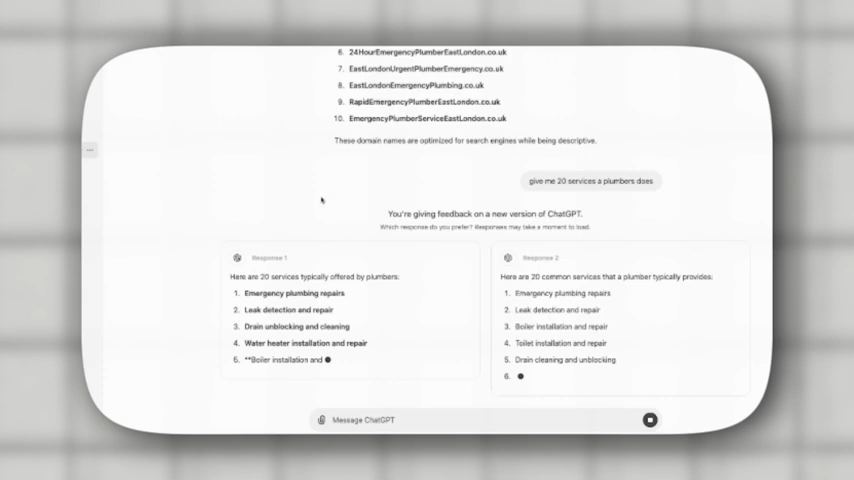 6. 24HourEmergencyPlumberEastLondon.co.uk
7. EastLondonUrgentPlumberEmergency.co.uk
8. EastLondonEmergencyPlumbing.co.uk
9. RapidEmergencyPlumberEastLondon.co.uk
10. EmergencyPlumberServiceEastLondon.co.uk
These domain names are optimized for search engines while being descriptive.
give me 20 services a plumbers does
You're giving feedback on a new version of ChatGPT.
Which response do you prefer? Responses may take a moment to load.
Response 1
Here are 20 services typically offered by plumbers:
1. Emergency plumbing repairs
2. Leak detection and repair
3. Drain unblocking and cleaning
4. Water heater installation and repair
5. **Boiler installation and
Response 2
Here are 20 common services that a plumber typically provides:
1. Emergency plumbing repairs
2. Leak detection and repair
3. Boiler installation and repair
4. Toilet installation and repair
5. Drain cleaning and unblocking
6.
Message ChatGPT